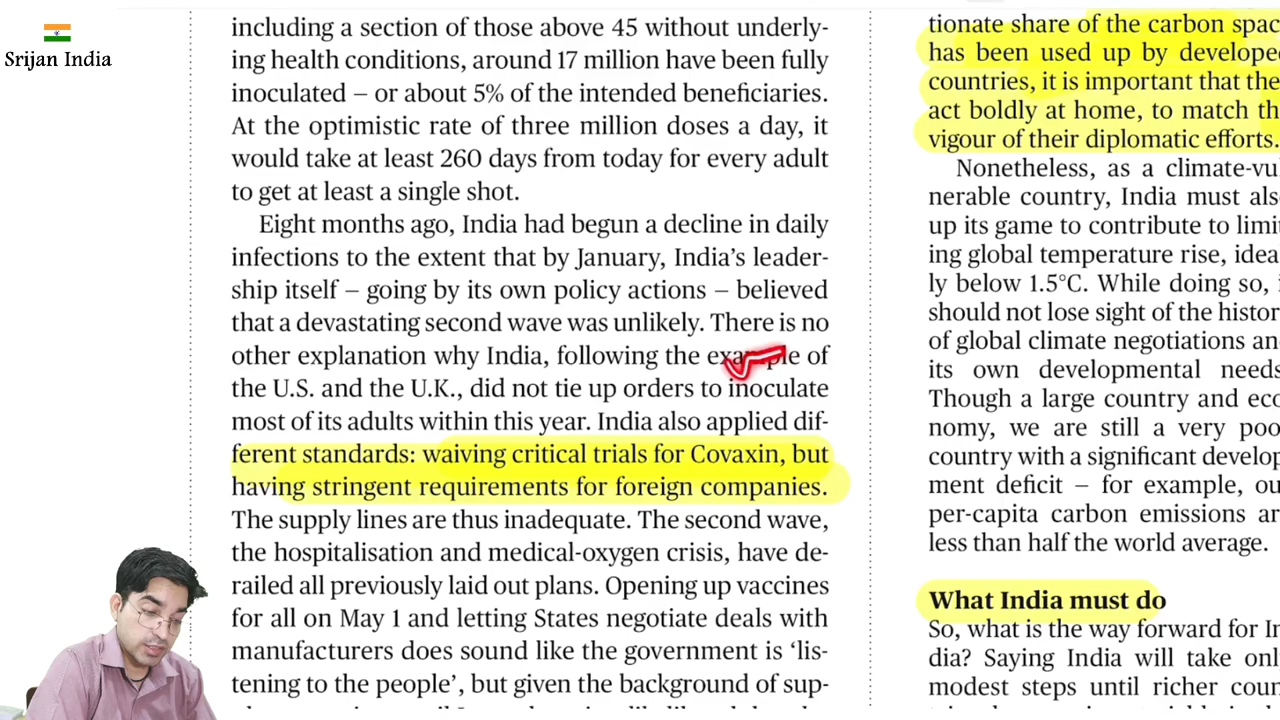 Srijan India
including a section of those above 45 without underly-
ing health conditions, around 17 million have been fully
inoculated – or about 5% of the intended beneficiaries.
At the optimistic rate of three million doses a day, it
would take at least 260 days from today for every adult
to get at least a single shot.
Eight months ago, India had begun a decline in daily
infections to the extent that by January, India’s leader-
ship itself – going by its own policy actions – believed
that a devastating second wave was unlikely. There is no
other explanation why India, following the example of
the U.S. and the U.K., did not tie up orders to inoculate
most of its adults within this year. India also applied dif-
ferent standards: waiving critical trials for Covaxin, but
having stringent requirements for foreign companies.
The supply lines are thus inadequate. The second wave,
the hospitalisation and medical-oxygen crisis, have de-
railed all previously laid out plans. Opening up vaccines
for all on May 1 and letting States negotiate deals with
manufacturers does sound like the government is ‘lis-
tening to the people’, but given the background of sup-
tionate share of the carbon spac
has been used up by develope
countries, it is important that the
act boldly at home, to match th
vigour of their diplomatic efforts.
Nonetheless, as a climate-vul
nerable country, India must als
up its game to contribute to limit
ing global temperature rise, idea
ly below 1.5°C. While doing so, i
should not lose sight of the histor
of global climate negotiations an
its own developmental needs
Though a large country and eco
nomy, we are still a very poo
country with a significant develop
ment deficit – for example, ou
per-capita carbon emissions ar
less than half the world average.
What India must do
So, what is the way forward for In
dia? Saying India will take onl
modest steps until richer coun